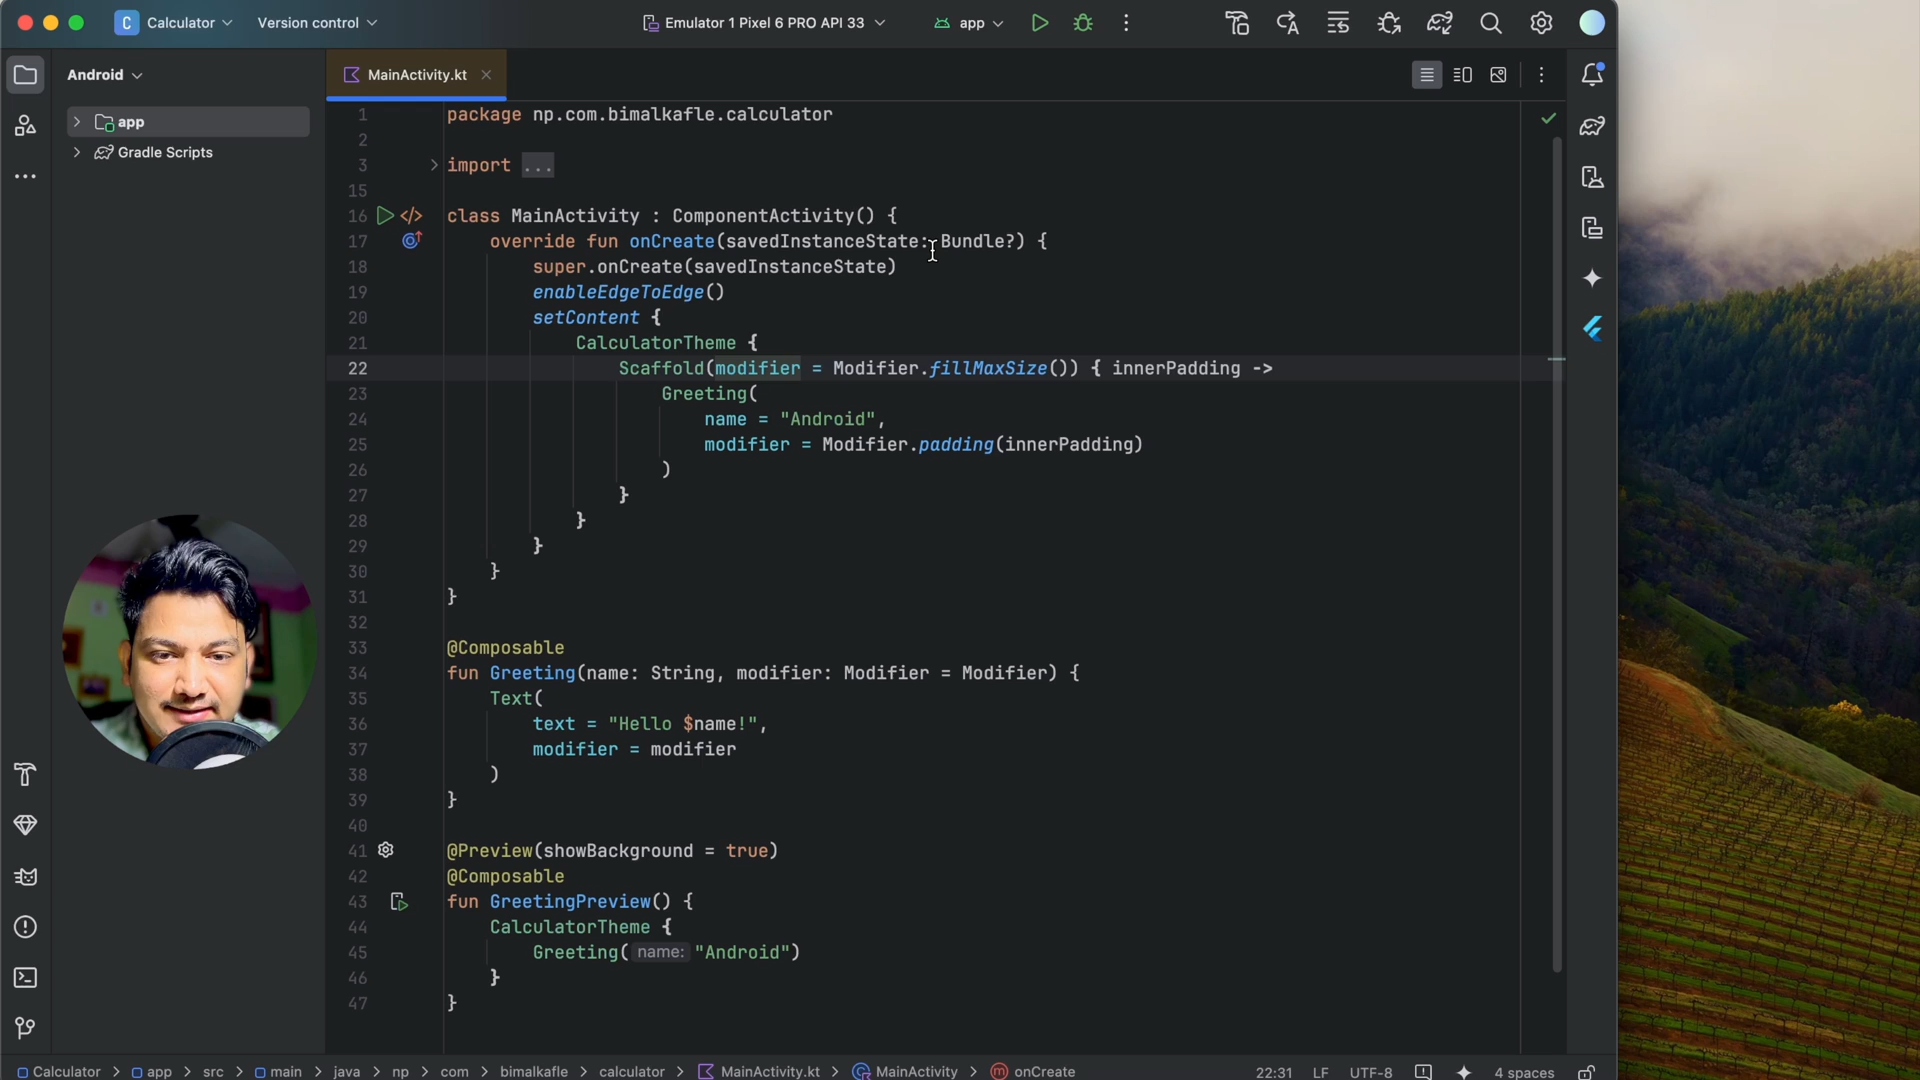 C Calculator Version control Emulator 1 Pixel 6 PRO API 33 app
Android
MainActivity.kt
app
Gradle Scripts
1 package np.com.bimalkafle.calculator
2
3 import ...
15
16 class MainActivity : ComponentActivity() {
17 override fun onCreate(savedInstanceState: Bundle?) {
18 super.onCreate(savedInstanceState)
19 enableEdgeToEdge()
20 setContent {
21 CalculatorTheme {
22 Scaffold(modifier = Modifier.fillMaxSize()) { innerPadding ->
23 Greeting(
24 name = "Android",
25 modifier = Modifier.padding(innerPadding)
26 )
27 }
28 }
29 }
30 }
31 }
32
33 @Composable
34 fun Greeting(name: String, modifier: Modifier = Modifier) {
35 Text(
36 text = "Hello $name!",
37 modifier = modifier
38 )
39 }
40
41 @Preview(showBackground = true)
42 @Composable
43 fun GreetingPreview() {
44 CalculatorTheme {
45 Greeting( name: "Android")
46 }
47 }
Calculator > app > src > main > java > np > com > bimalkafle > calculator > MainActivity.kt > MainActivity > onCreate 22:31 LF UTF-8 4 spaces